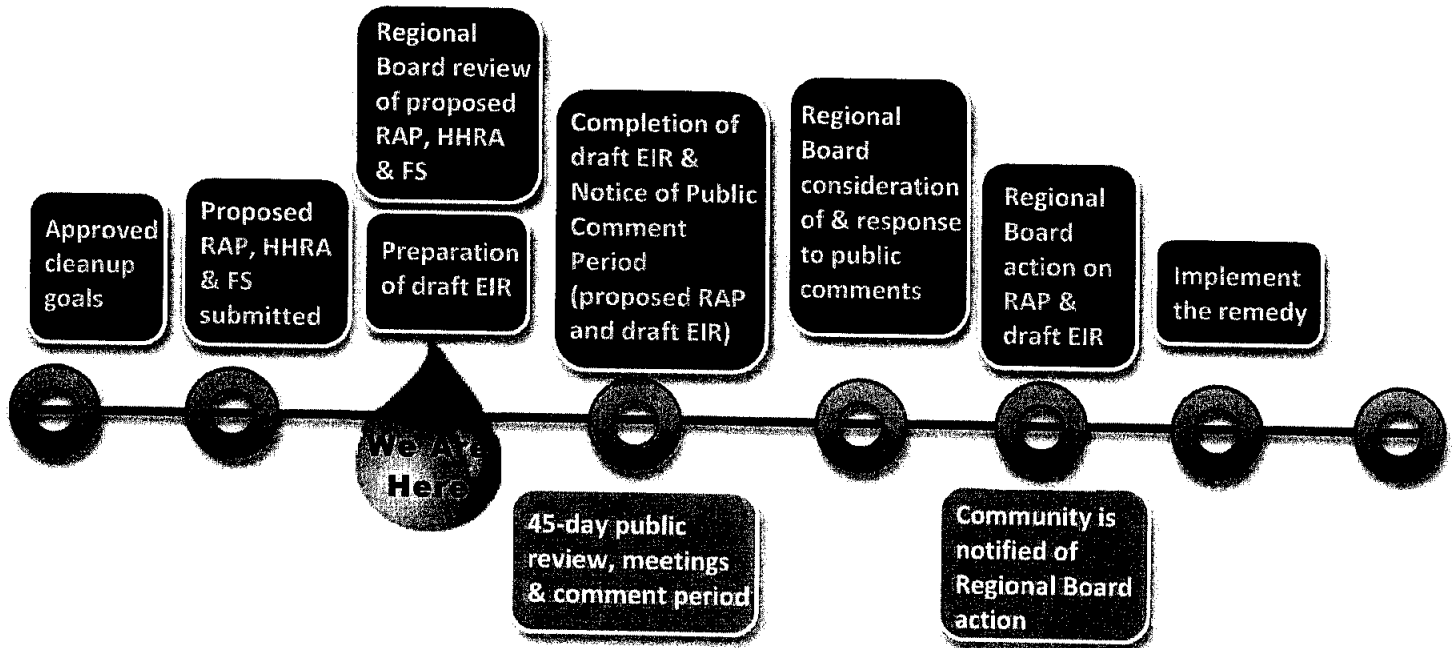 Approved
cleanup
goals
Proposed
RAP, HHRA
& FS
submitted
Regional
Board review
of proposed
RAP, HHRA
& FS
Preparation
of draft EIR
We Are
Here
Completion of
draft EIR &
Notice of Public
Comment
Period
(proposed RAP
and draft EIR)
45-day public
review, meetings
& comment period
Regional
Board
consideration
of & response
to public
comments
Regional
Board
action on
RAP &
draft EIR
Community is
notified of
Regional Board
action
Implement
the remedy